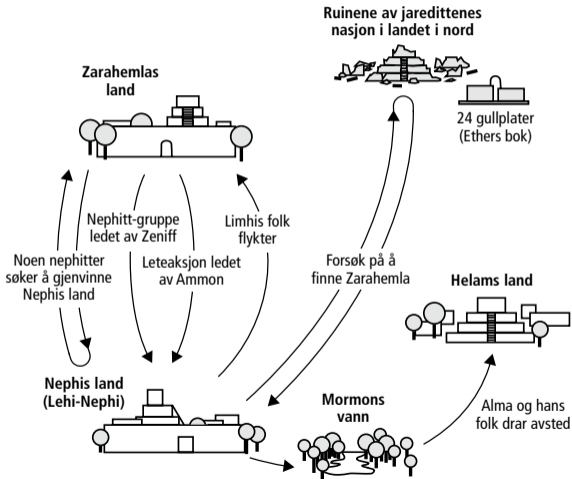 Ruinene av jaredittenes
nasjon i landet i nord
Zarahemlas
land
24 gullplater
(Ethers bok)
Nephitt-gruppe
ledet av Zeniff
Limhis folk
flykter
Noen nephitter
søker å gjenvinne
Nephis land
Leteaksjon ledet
av Ammon
Forsøk på å
finne Zarahemla
Helams land
Nephis land
(Lehi-Nephi)
Mormons
vann
Alma og hans
folk drar avsted